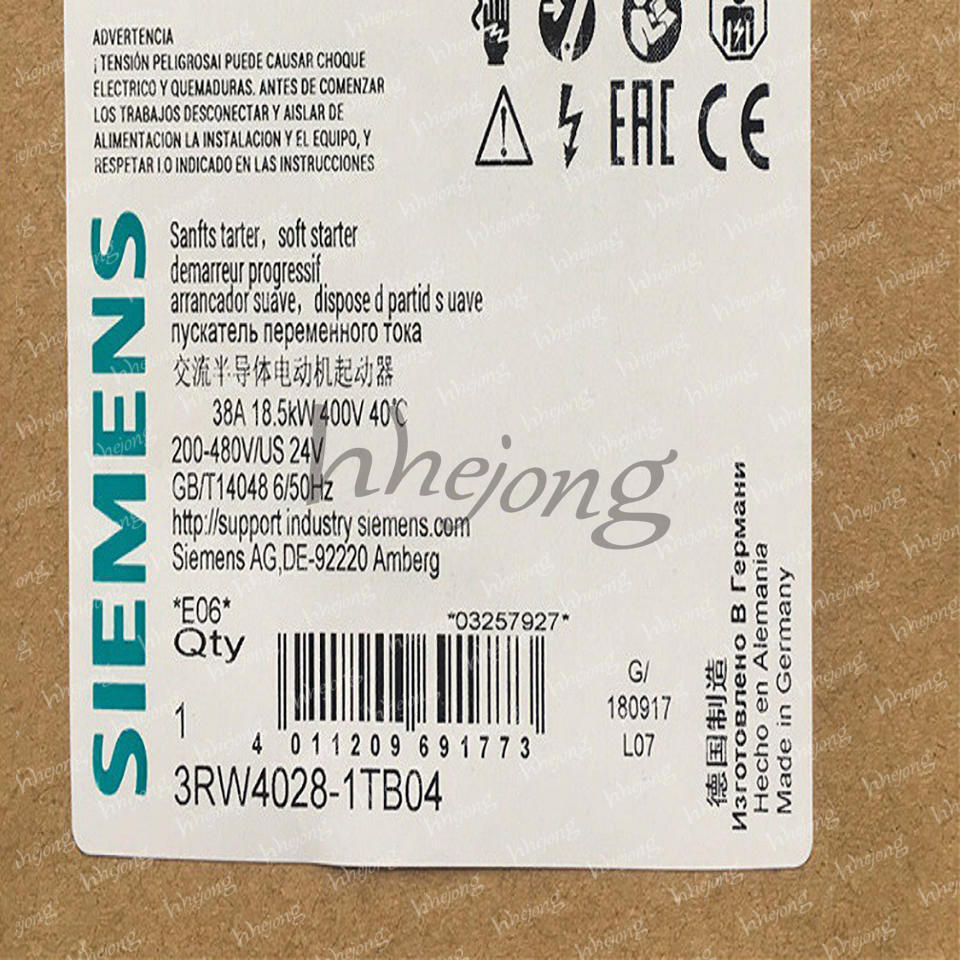 ADVERTENCIA
¡TENSIÓN PELIGROSAI PUEDE CAUSAR CHOQUE
ELECTRICO Y QUEMADURAS. ANTES DE COMENZAR
LOS TRABAJOS DESCONECTAR Y AISLAR DE
ALIMENTACION LA INSTALACION Y EL EQUIPO, Y
RESPETAR LO INDICADO EN LAS INSTRUCCIONES
EAC CE
SIEMENS
Sanfts tarter, soft starter
demarreur progressif
arrancador suave, dispose d partid s uave
пускатель переменного тока
交流半导体电动机起动器
38A 18.5kW 400V 40℃
200-480V/US 24V
GB/T14048 6/50Hz
http://support industry siemens.com
Siemens AG,DE-92220 Amberg
*E06*
*03257927*
Qty
1
4 011209 691773
3RW4028-1TB04
G/
180917
L07
德国制造
Изготовлено В Германи
Hecho en Alemania
Made in Germany
hhejong